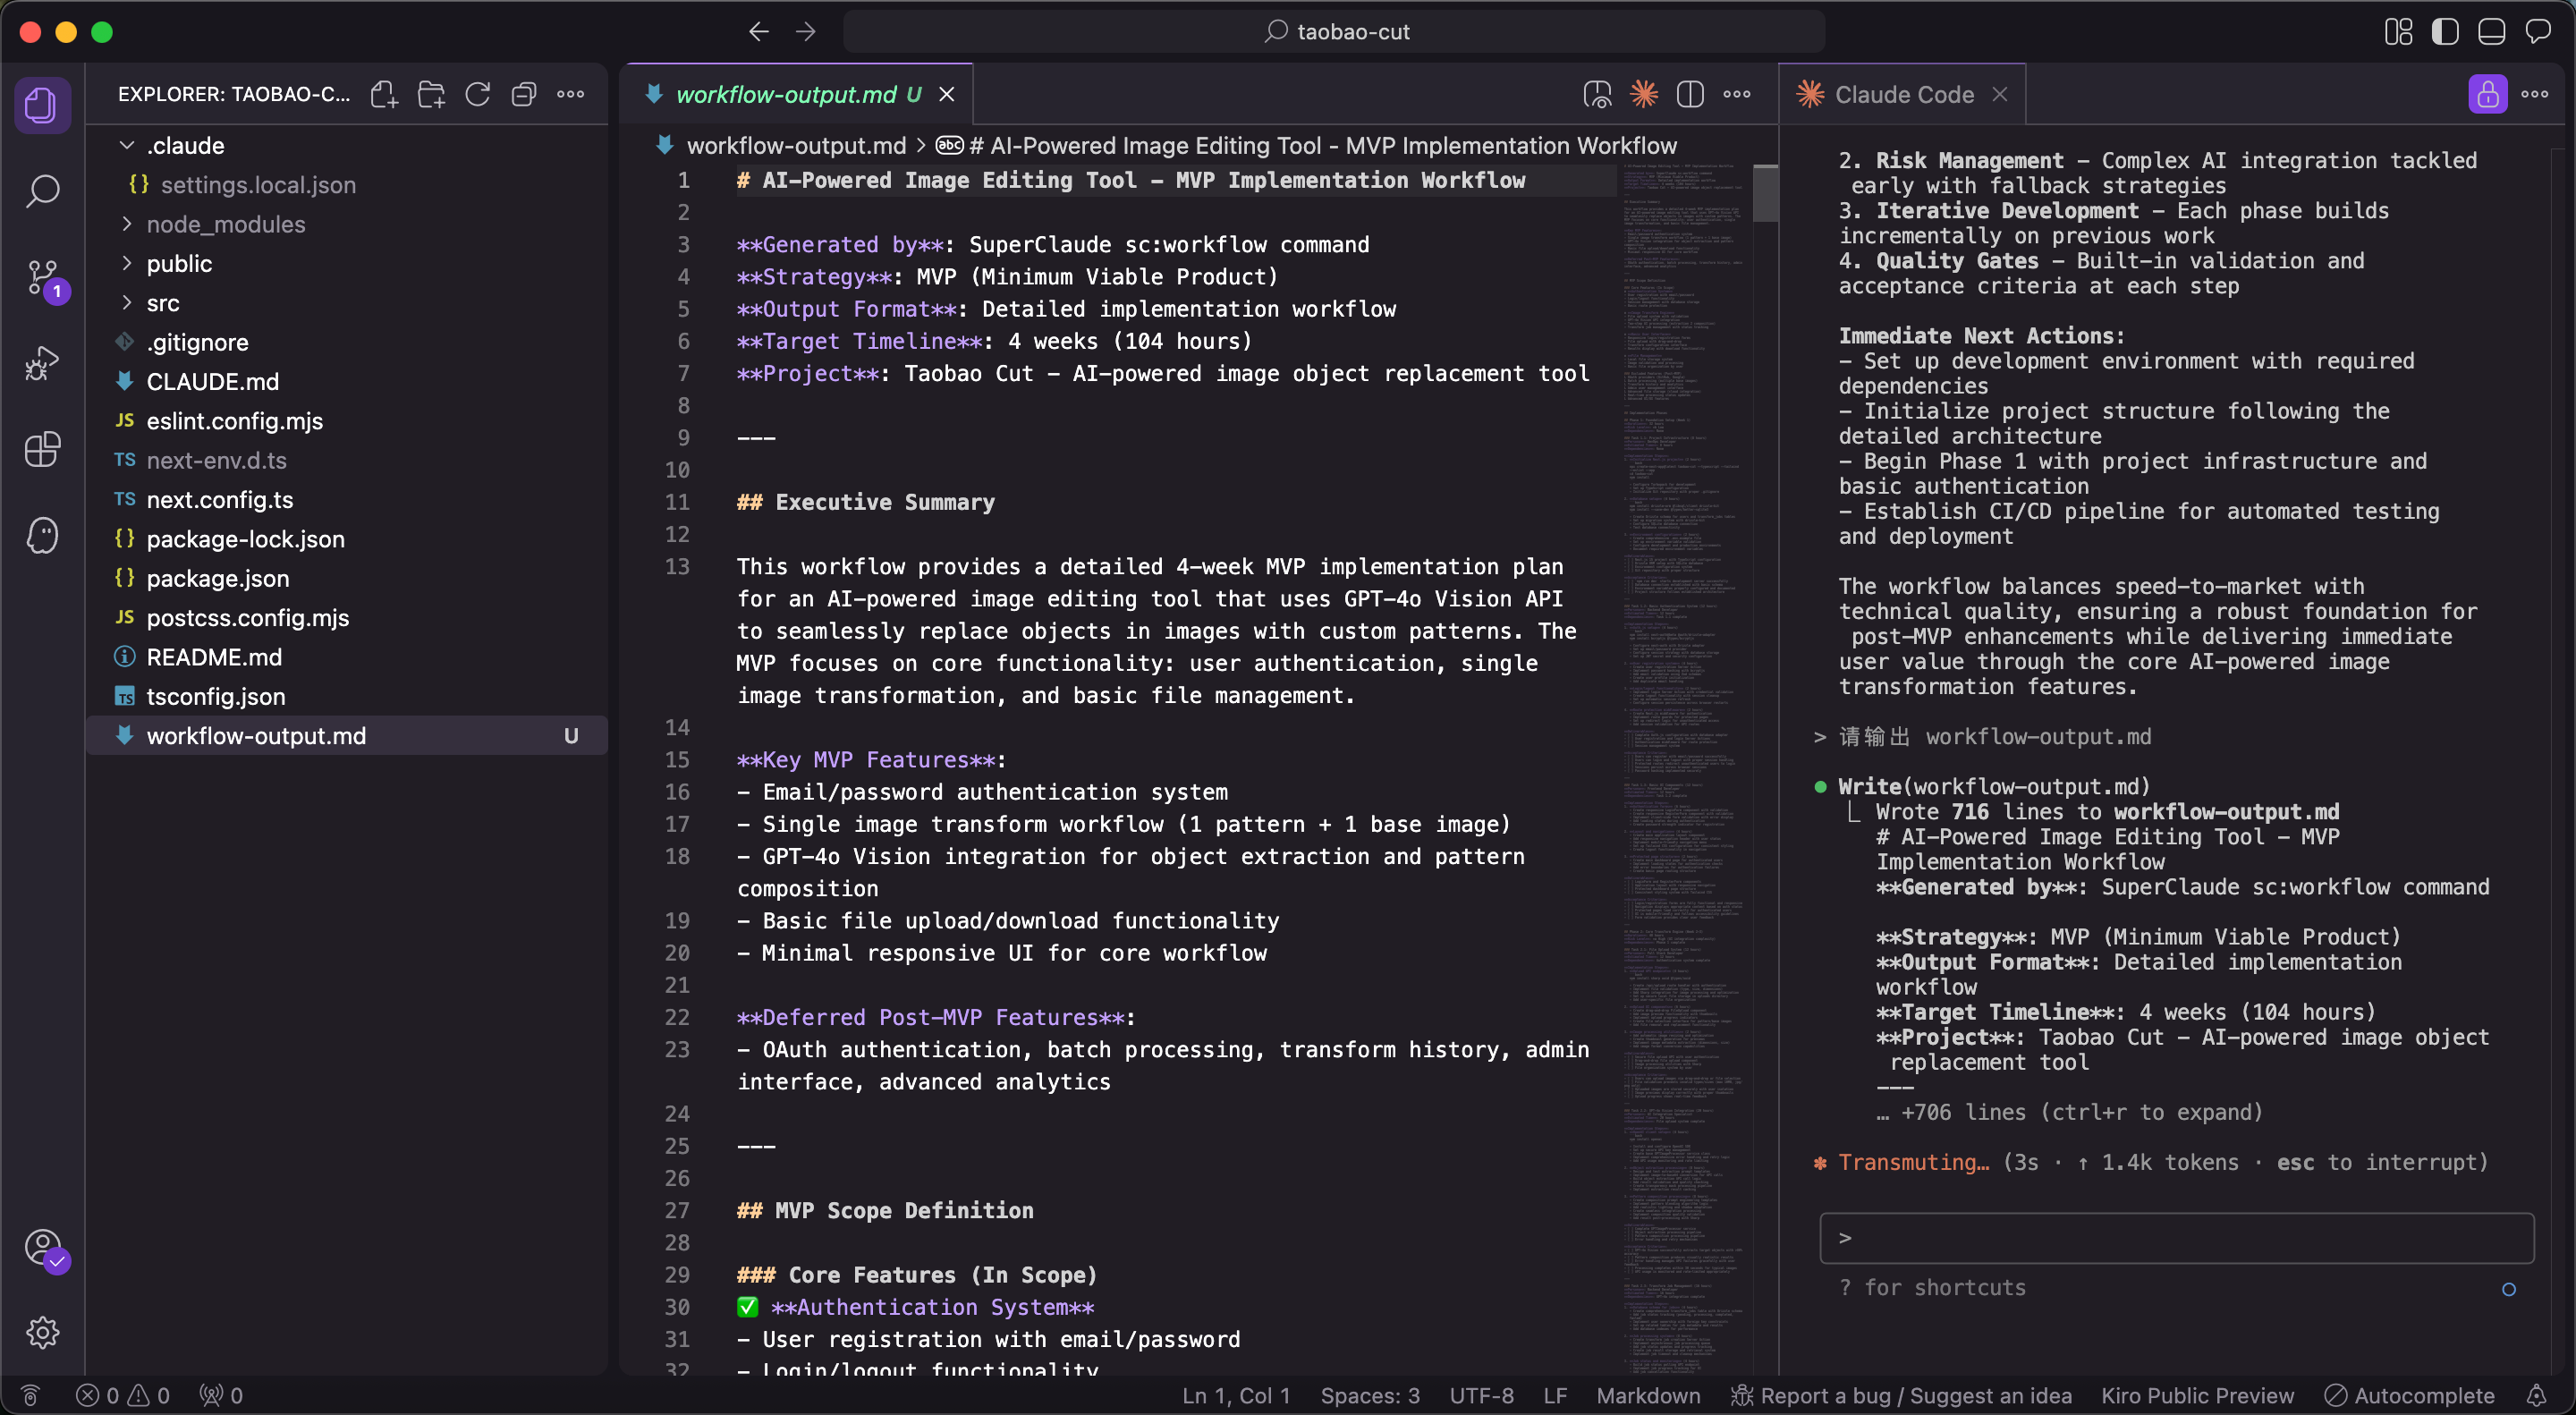 taobao-cut
EXPLORER: TAOBAO-C...
.claude
settings.local.json
node_modules
public
src
.gitignore
CLAUDE.md
JS eslint.config.mjs
TS next-env.d.ts
TS next.config.ts
package-lock.json
package.json
JS postcss.config.mjs
README.md
TS tsconfig.json
workflow-output.md U
1
workflow-output.md U
workflow-output.md > abc # AI-Powered Image Editing Tool - MVP Implementation Workflow
1 # AI-Powered Image Editing Tool - MVP Implementation Workflow
2
3 **Generated by**: SuperClaude sc:workflow command
4 **Strategy**: MVP (Minimum Viable Product)
5 **Output Format**: Detailed implementation workflow
6 **Target Timeline**: 4 weeks (104 hours)
7 **Project**: Taobao Cut - AI-powered image object replacement tool
8
9 ---
10
11 ## Executive Summary
12
13 This workflow provides a detailed 4-week MVP implementation plan
for an AI-powered image editing tool that uses GPT-4o Vision API
to seamlessly replace objects in images with custom patterns. The
MVP focuses on core functionality: user authentication, single
image transformation, and basic file management.
14
15 **Key MVP Features**:
16 - Email/password authentication system
17 - Single image transform workflow (1 pattern + 1 base image)
18 - GPT-4o Vision integration for object extraction and pattern
composition
19 - Basic file upload/download functionality
20 - Minimal responsive UI for core workflow
21
22 **Deferred Post-MVP Features**:
23 - OAuth authentication, batch processing, transform history, admin
interface, advanced analytics
24
25 ---
26
27 ## MVP Scope Definition
28
29 ### Core Features (In Scope)
30 ✅ **Authentication System**
31 - User registration with email/password
32 - Login/logout functionality
Claude Code
2. Risk Management - Complex AI integration tackled
early with fallback strategies
3. Iterative Development - Each phase builds
incrementally on previous work
4. Quality Gates - Built-in validation and
acceptance criteria at each step
Immediate Next Actions:
- Set up development environment with required
dependencies
- Initialize project structure following the
detailed architecture
- Begin Phase 1 with project infrastructure and
basic authentication
- Establish CI/CD pipeline for automated testing
and deployment
The workflow balances speed-to-market with
technical quality, ensuring a robust foundation for
post-MVP enhancements while delivering immediate
user value through the core AI-powered image
transformation features.
> 请输出 workflow-output.md
Write(workflow-output.md)
Wrote 716 lines to workflow-output.md
# AI-Powered Image Editing Tool - MVP
Implementation Workflow
**Generated by**: SuperClaude sc:workflow command
**Strategy**: MVP (Minimum Viable Product)
**Output Format**: Detailed implementation
workflow
**Target Timeline**: 4 weeks (104 hours)
**Project**: Taobao Cut - AI-powered image object
replacement tool
---
… +706 lines (ctrl+r to expand)
Transmuting… (3s · ↑ 1.4k tokens · esc to interrupt)
>
? for shortcuts
0 0 0
Ln 1, Col 1 Spaces: 3 UTF-8 LF Markdown Report a bug / Suggest an idea Kiro Public Preview Autocomplete